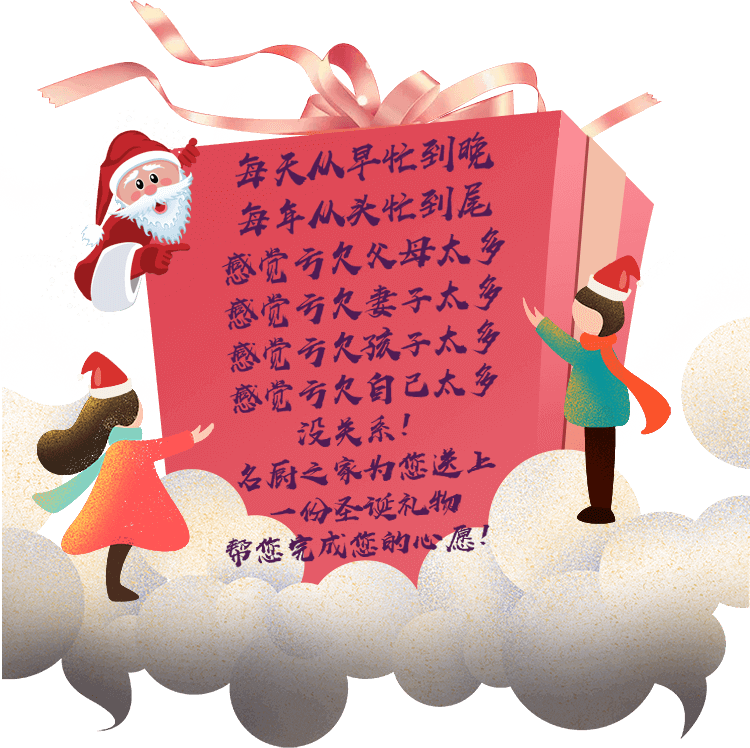 每天从早忙到晚
每年从头忙到尾
感觉亏欠父母太多
感觉亏欠妻子太多
感觉亏欠孩子太多
感觉亏欠自己太多
没关系！
名厨之家为您送上
一份圣诞礼物
帮您完成您的心愿！